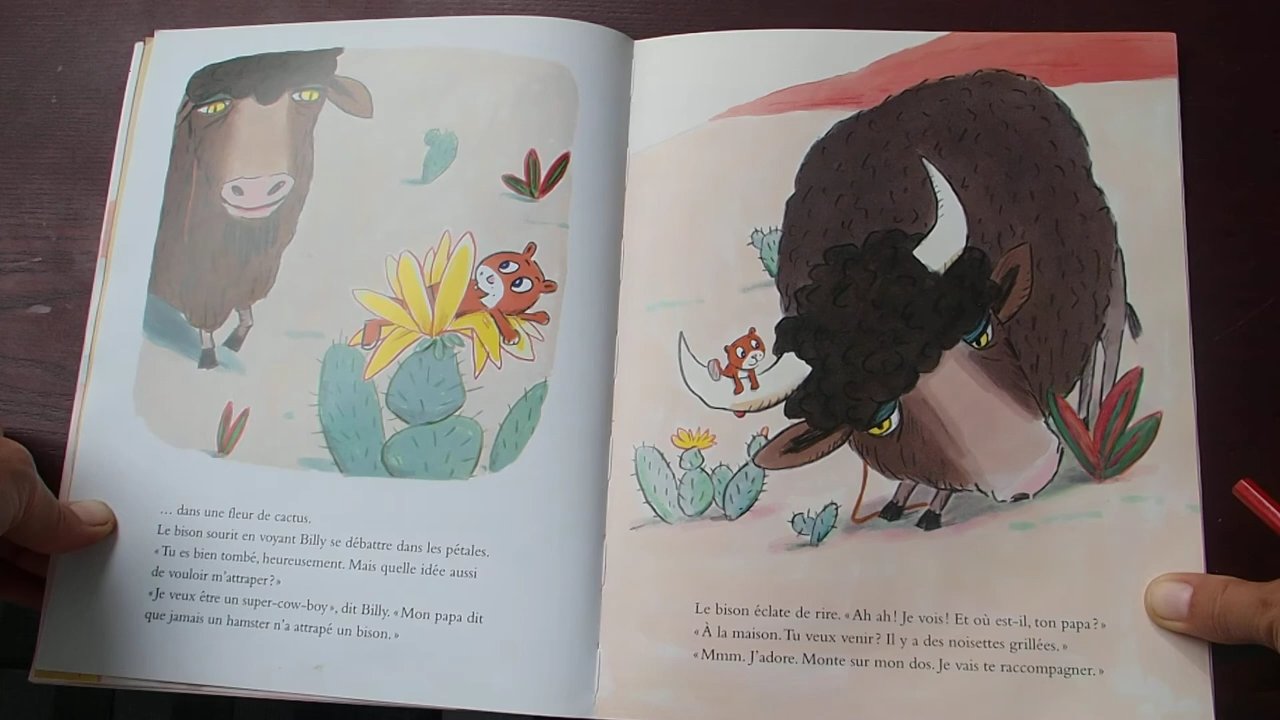 ... dans une fleur de cactus.
Le bison sourit en voyant Billy se débattre dans les pétales.
« Tu es bien tombé, heureusement. Mais quelle idée aussi
de vouloir m'attraper ? »
« Je veux être un super-cow-boy », dit Billy. « Mon papa dit
que jamais un hamster n'a attrapé un bison. »
Le bison éclate de rire. « Ah ah ! Je vois ! Et où est-il, ton papa ? »
« À la maison. Tu veux venir ? Il y a des noisettes grillées. »
« Mmm. J'adore. Monte sur mon dos. Je vais te raccompagner. »